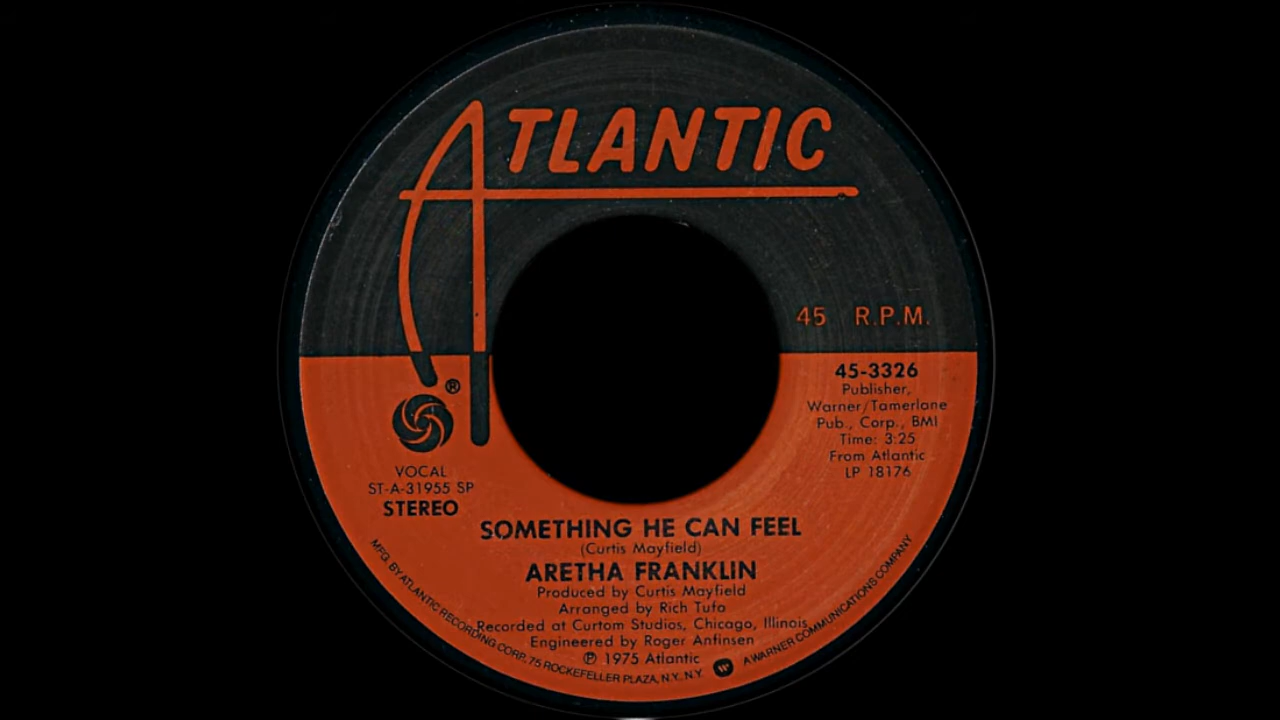 ATLANTIC
45 R.P.M.
®
45-3326
Publisher,
Warner/Tamerlane
Pub., Corp., BMI
Time: 3:25
From Atlantic
LP 18176
VOCAL
ST-A-31955 SP
STEREO
SOMETHING HE CAN FEEL
(Curtis Mayfield)
ARETHA FRANKLIN
Produced by Curtis Mayfield
Arranged by Rich Tufo
Recorded at Curtom Studios, Chicago, Illinois
Engineered by Roger Anfinsen
℗ 1975 Atlantic
MFG. BY ATLANTIC RECORDING CORP., 75 ROCKEFELLER PLAZA, N.Y., N.Y. W A WARNER COMMUNICATIONS COMPANY